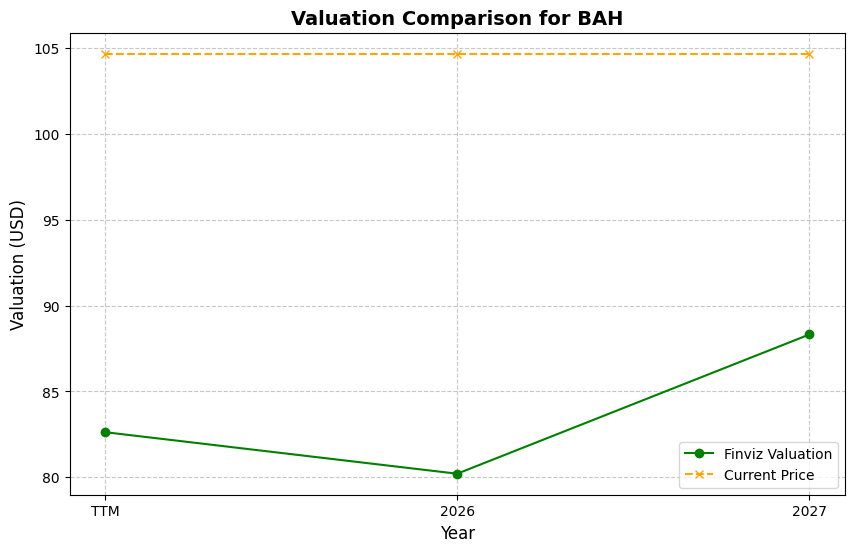 Valuation Comparison for BAH
Valuation (USD)
105
100
95
90
85
80
TTM 2026 2027
Year
Finviz Valuation
Current Price